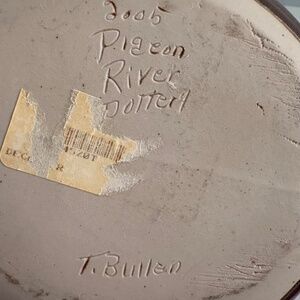 2005
Pigeon
River
Pottery
T. Bullen